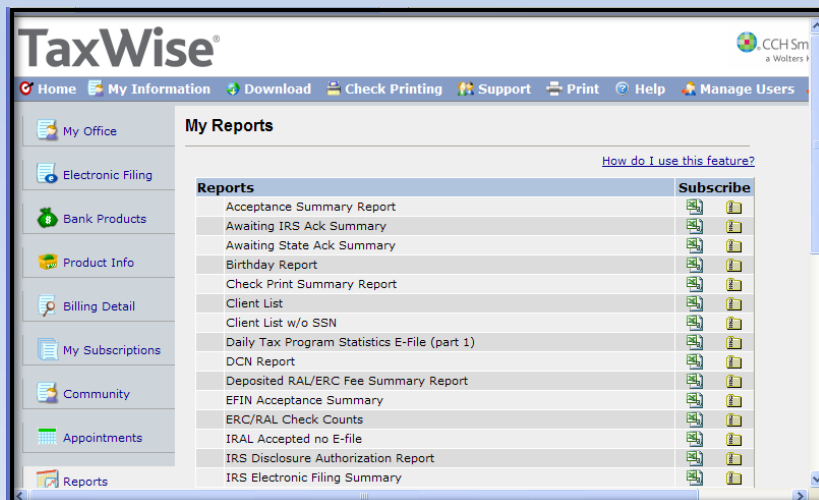 TaxWise®
CCH Sm
a Wolters
Home My Information Download Check Printing Support Print Help Manage Users
My Office
Electronic Filing
Bank Products
Product Info
Billing Detail
My Subscriptions
Community
Appointments
Reports
My Reports
How do I use this feature?
Reports Subscribe
Acceptance Summary Report
Awaiting IRS Ack Summary
Awaiting State Ack Summary
Birthday Report
Check Print Summary Report
Client List
Client List w/o SSN
Daily Tax Program Statistics E-File (part 1)
DCN Report
Deposited RAL/ERC Fee Summary Report
EFIN Acceptance Summary
ERC/RAL Check Counts
IRAL Accepted no E-file
IRS Disclosure Authorization Report
IRS Electronic Filing Summary